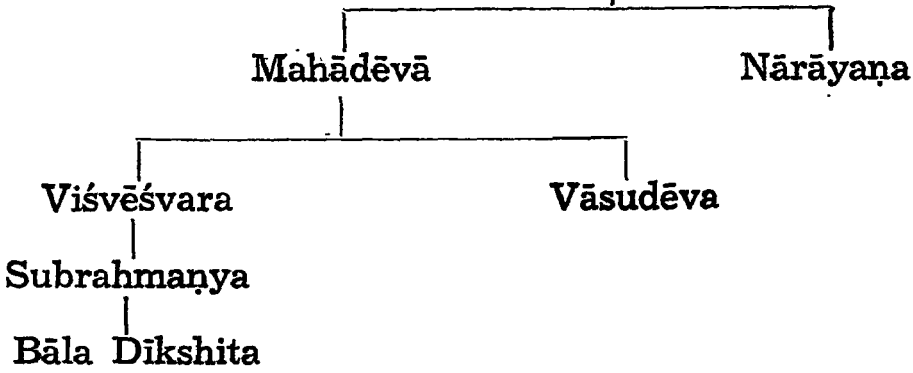 Mahādēvā Nārāyaṇa
Viśvēśvara Vāsudēva
Subrahmaṇya
Bāla Dīkshita